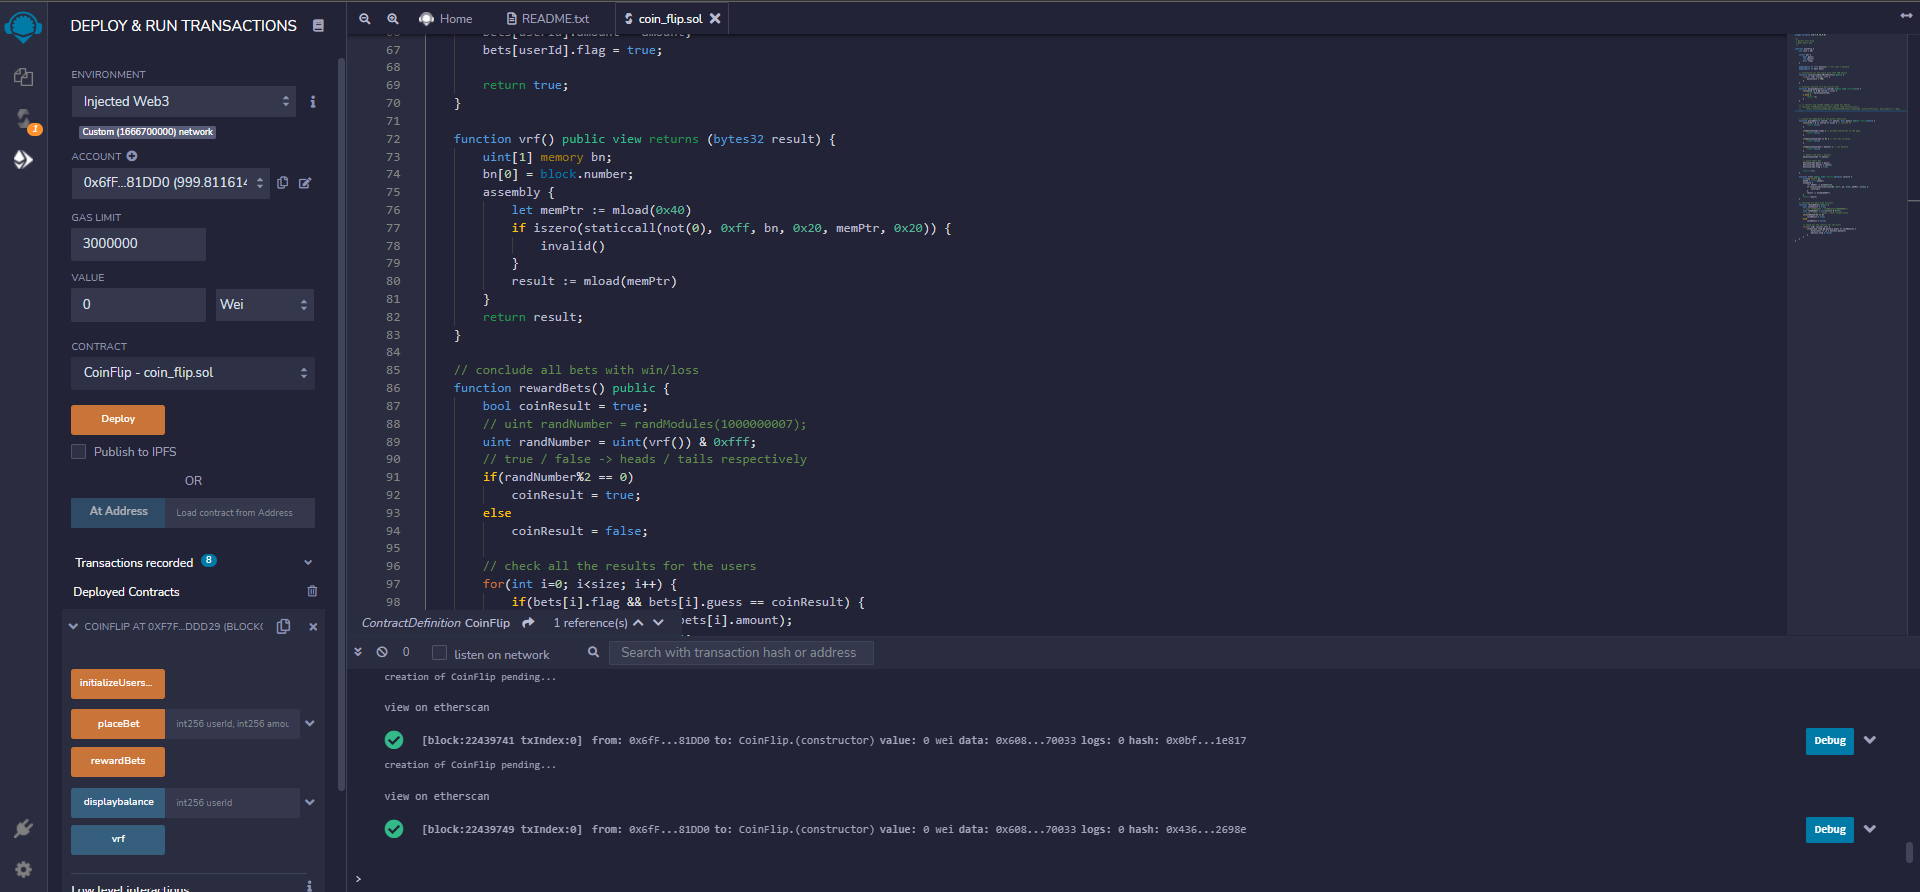 DEPLOY & RUN TRANSACTIONS
ENVIRONMENT
Injected Web3
Custom (1666700000) network
ACCOUNT
0x6fF...81DD0 (999.811614
GAS LIMIT
3000000
VALUE
0
Wei
CONTRACT
CoinFlip - coin_flip.sol
Deploy
Publish to IPFS
OR
At Address
Load contract from Address
Transactions recorded 8
Deployed Contracts
COINFLIP AT 0XF7F...DDD29 (BLOCKC
initializeUsers...
placeBet
int256 userId, int256 amou
rewardBets
displaybalance
int256 userId
vrf
Low level interactions
1
Home
README.txt
coin_flip.sol
66 bets[userId].amount = amount;
67 bets[userId].flag = true;
68
69 return true;
70 }
71
72 function vrf() public view returns (bytes32 result) {
73 uint[1] memory bn;
74 bn[0] = block.number;
75 assembly {
76 let memPtr := mload(0x40)
77 if iszero(staticcall(not(0), 0xff, bn, 0x20, memPtr, 0x20)) {
78 invalid()
79 }
80 result := mload(memPtr)
81 }
82 return result;
83 }
84
85 // conclude all bets with win/loss
86 function rewardBets() public {
87 bool coinResult = true;
88 // uint randNumber = randModules(1000000007);
89 uint randNumber = uint(vrf()) & 0xfff;
90 // true / false -> heads / tails respectively
91 if(randNumber%2 == 0)
92 coinResult = true;
93 else
94 coinResult = false;
95
96 // check all the results for the users
97 for(int i=0; i<size; i++) {
98 if(bets[i].flag && bets[i].guess == coinResult) {
bets[i].amount);
ContractDefinition CoinFlip 1 reference(s)
0
listen on network
Search with transaction hash or address
creation of CoinFlip pending...
view on etherscan
[block:22439741 txIndex:0] from: 0x6fF...81DD0 to: CoinFlip.(constructor) value: 0 wei data: 0x608...70033 logs: 0 hash: 0x0bf...1e817
Debug
creation of CoinFlip pending...
view on etherscan
[block:22439749 txIndex:0] from: 0x6fF...81DD0 to: CoinFlip.(constructor) value: 0 wei data: 0x608...70033 logs: 0 hash: 0x436...2698e
Debug
>